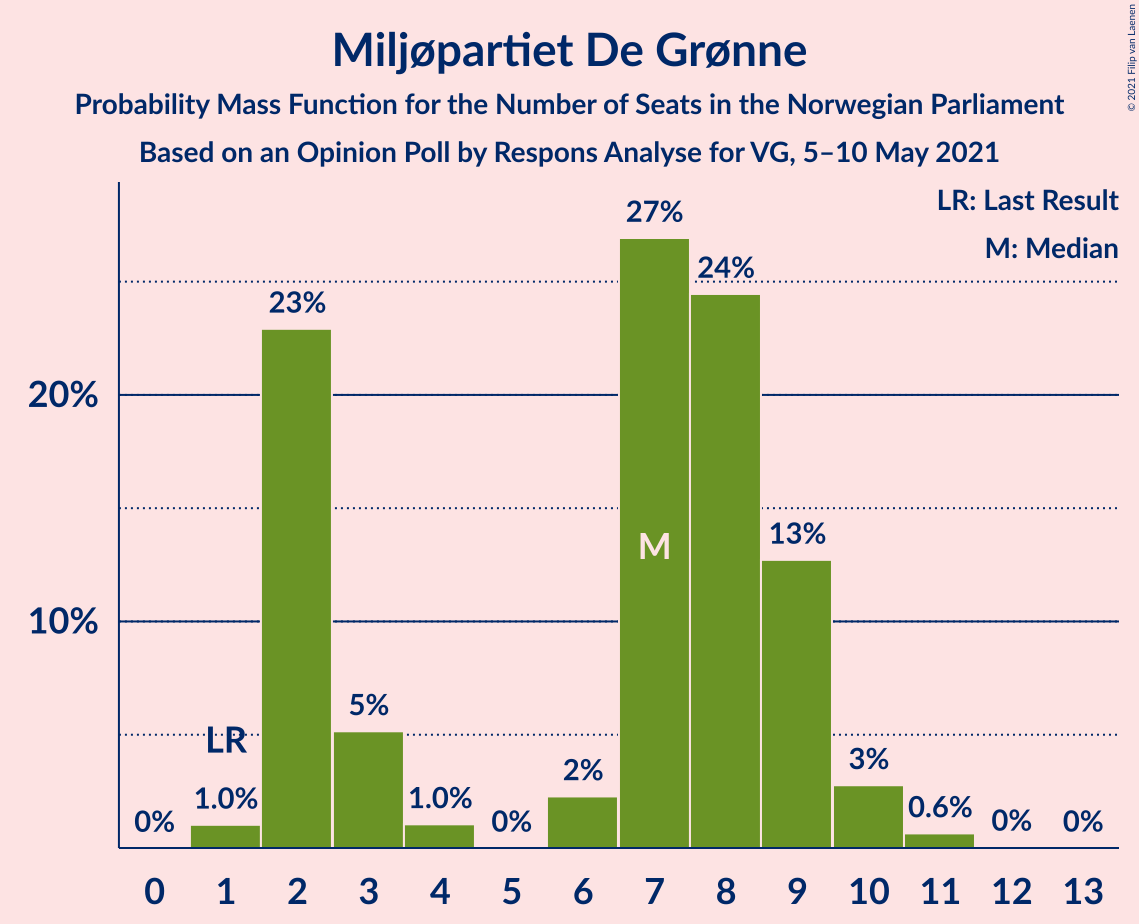 Miljøpartiet De Grønne
Probability Mass Function for the Number of Seats in the Norwegian Parliament
Based on an Opinion Poll by Respons Analyse for VG, 5–10 May 2021
© 2021 Filip van Laenen
LR: Last Result
M: Median
27%
24%
23%
20%
13%
M
10%
5%
LR
3%
2%
1.0%
1.0%
0.6%
0%
0%
0%
0%
0 1 2 3 4 5 6 7 8 9 10 11 12 13